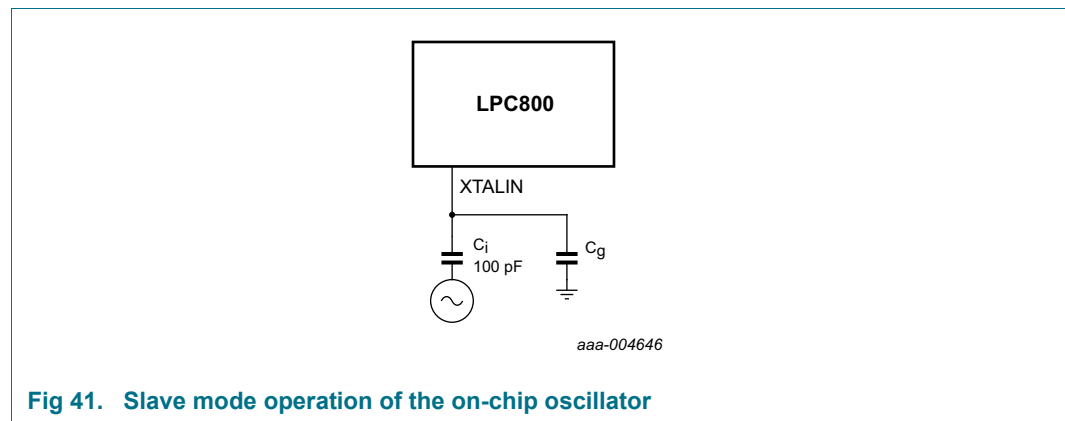 LPC800
XTALIN
Ci
100 pF
Cg
aaa-004646
Fig 41. Slave mode operation of the on-chip oscillator